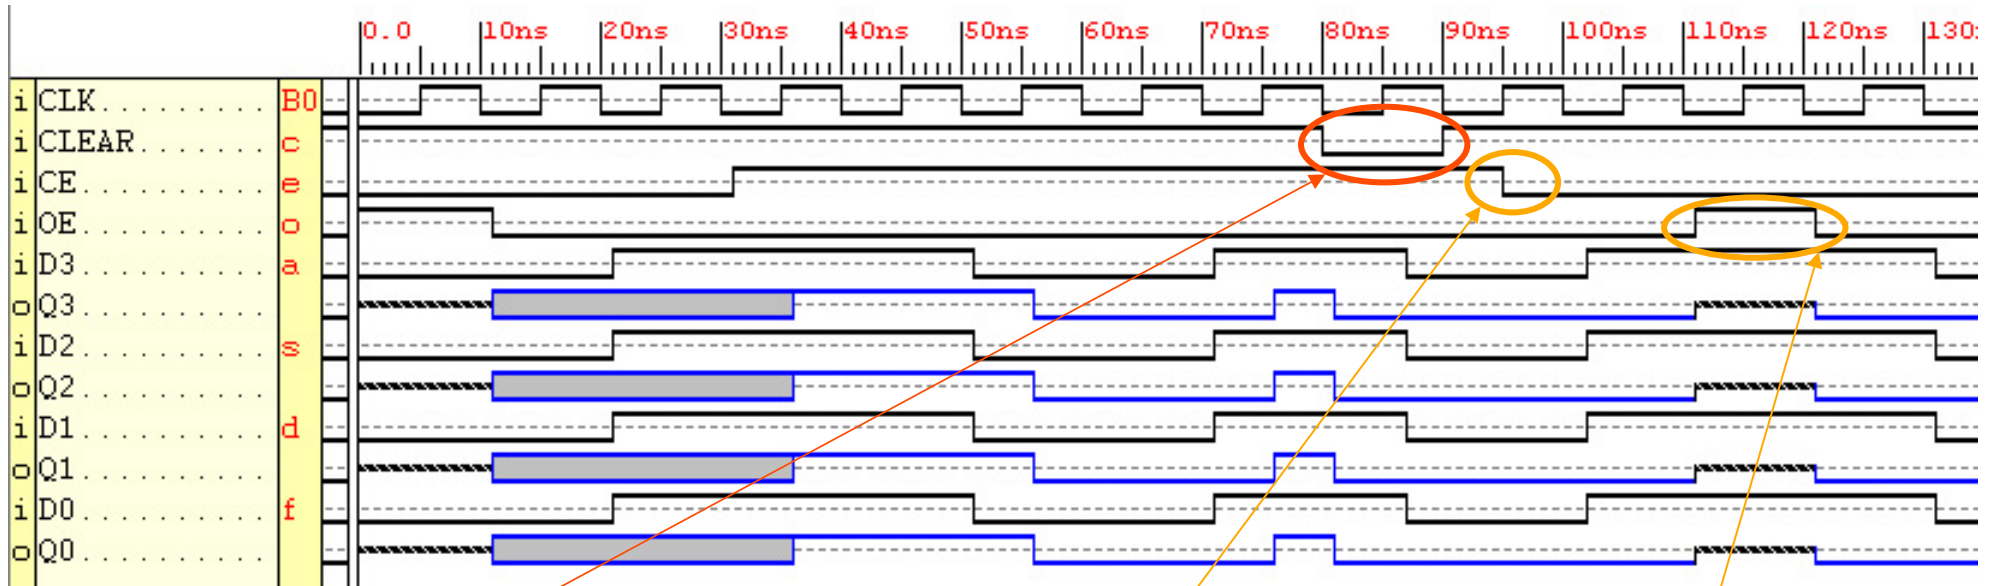 0.0 10ns 20ns 30ns 40ns 50ns 60ns 70ns 80ns 90ns 100ns 110ns 120ns 130
i CLK.......... B0
i CLEAR....... c
i CE........... e
i OE........... o
i D3........... a
o Q3...........
i D2........... s
o Q2...........
i D1........... d
o Q1...........
i D0........... f
o Q0...........